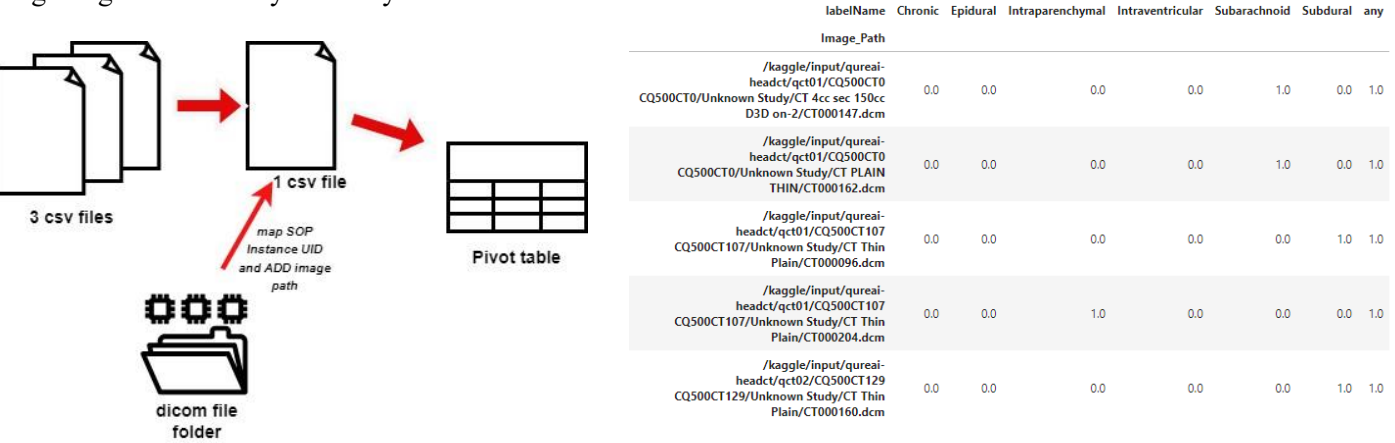 3 csv files
1 csv file
map SOP
Instance UID
and ADD image
path
Pivot table
dicom file
folder
labelName Chronic Epidural Intraparenchymal Intraventricular Subarachnoid Subdural any
Image_Path
/kaggle/input/qureai-
headct/qct01/CQ500CT0
CQ500CT0/Unknown Study/CT 4cc sec 150cc
D3D on-2/CT000147.dcm
0.0 0.0 0.0 0.0 1.0 0.0 1.0
/kaggle/input/qureai-
headct/qct01/CQ500CT0
CQ500CT0/Unknown Study/CT PLAIN
THIN/CT000162.dcm
0.0 0.0 0.0 0.0 1.0 0.0 1.0
/kaggle/input/qureai-
headct/qct01/CQ500CT107
CQ500CT107/Unknown Study/CT Thin
Plain/CT000096.dcm
0.0 0.0 0.0 0.0 0.0 1.0 1.0
/kaggle/input/qureai-
headct/qct01/CQ500CT107
CQ500CT107/Unknown Study/CT Thin
Plain/CT000204.dcm
0.0 0.0 1.0 0.0 0.0 0.0 1.0
/kaggle/input/qureai-
headct/qct02/CQ500CT129
CQ500CT129/Unknown Study/CT Thin
Plain/CT000160.dcm
0.0 0.0 0.0 0.0 0.0 1.0 1.0